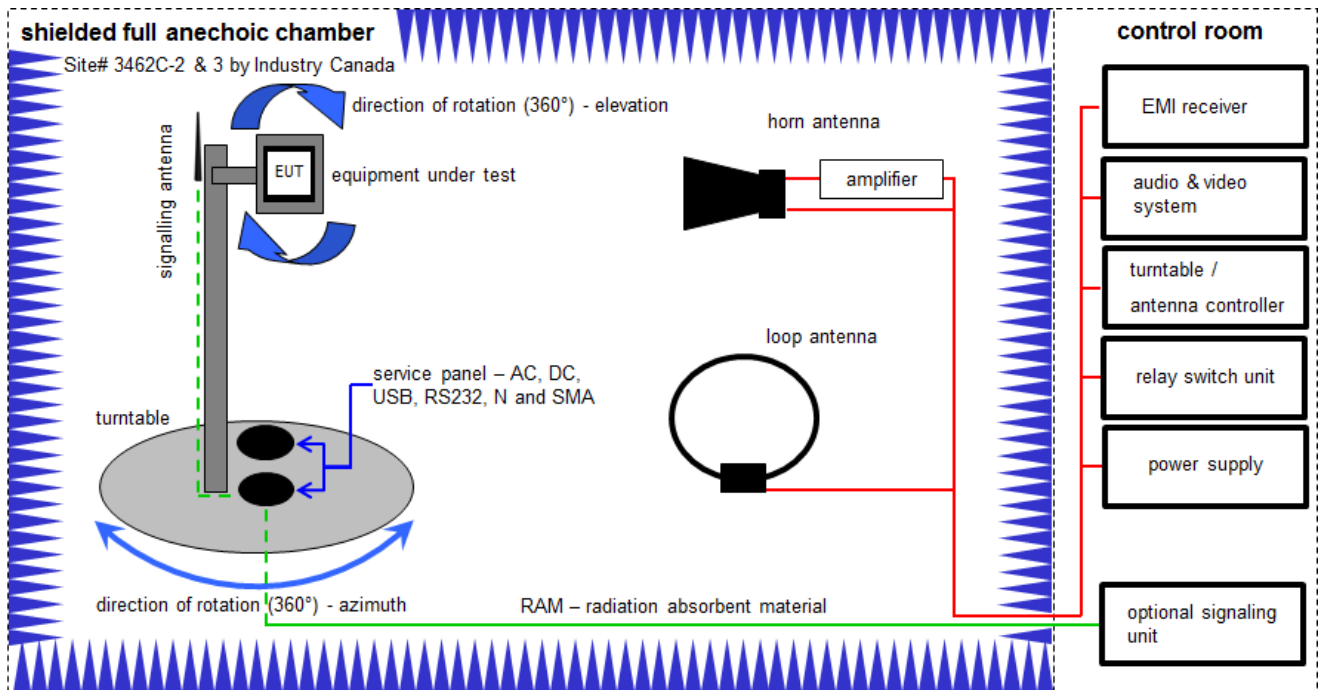 shielded full anechoic chamber
control room
Site# 3462C-2 & 3 by Industry Canada
direction of rotation (360°) - elevation
signalling antenna
EUT
equipment under test
horn antenna
amplifier
loop antenna
service panel – AC, DC,
USB, RS232, N and SMA
turntable
direction of rotation (360°) - azimuth
RAM – radiation absorbent material
EMI receiver
audio & video
system
turntable /
antenna controller
relay switch unit
power supply
optional signaling
unit